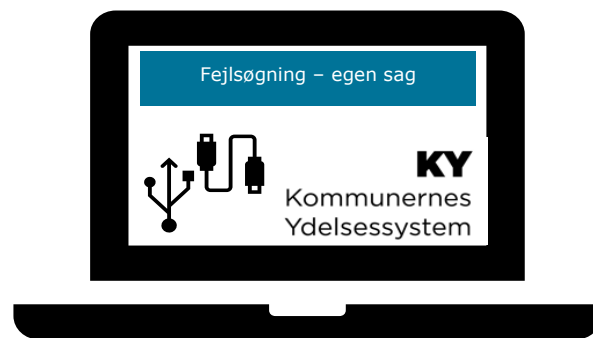 Fejlsøgning – egen sag
KY
Kommunernes
Ydelsessystem